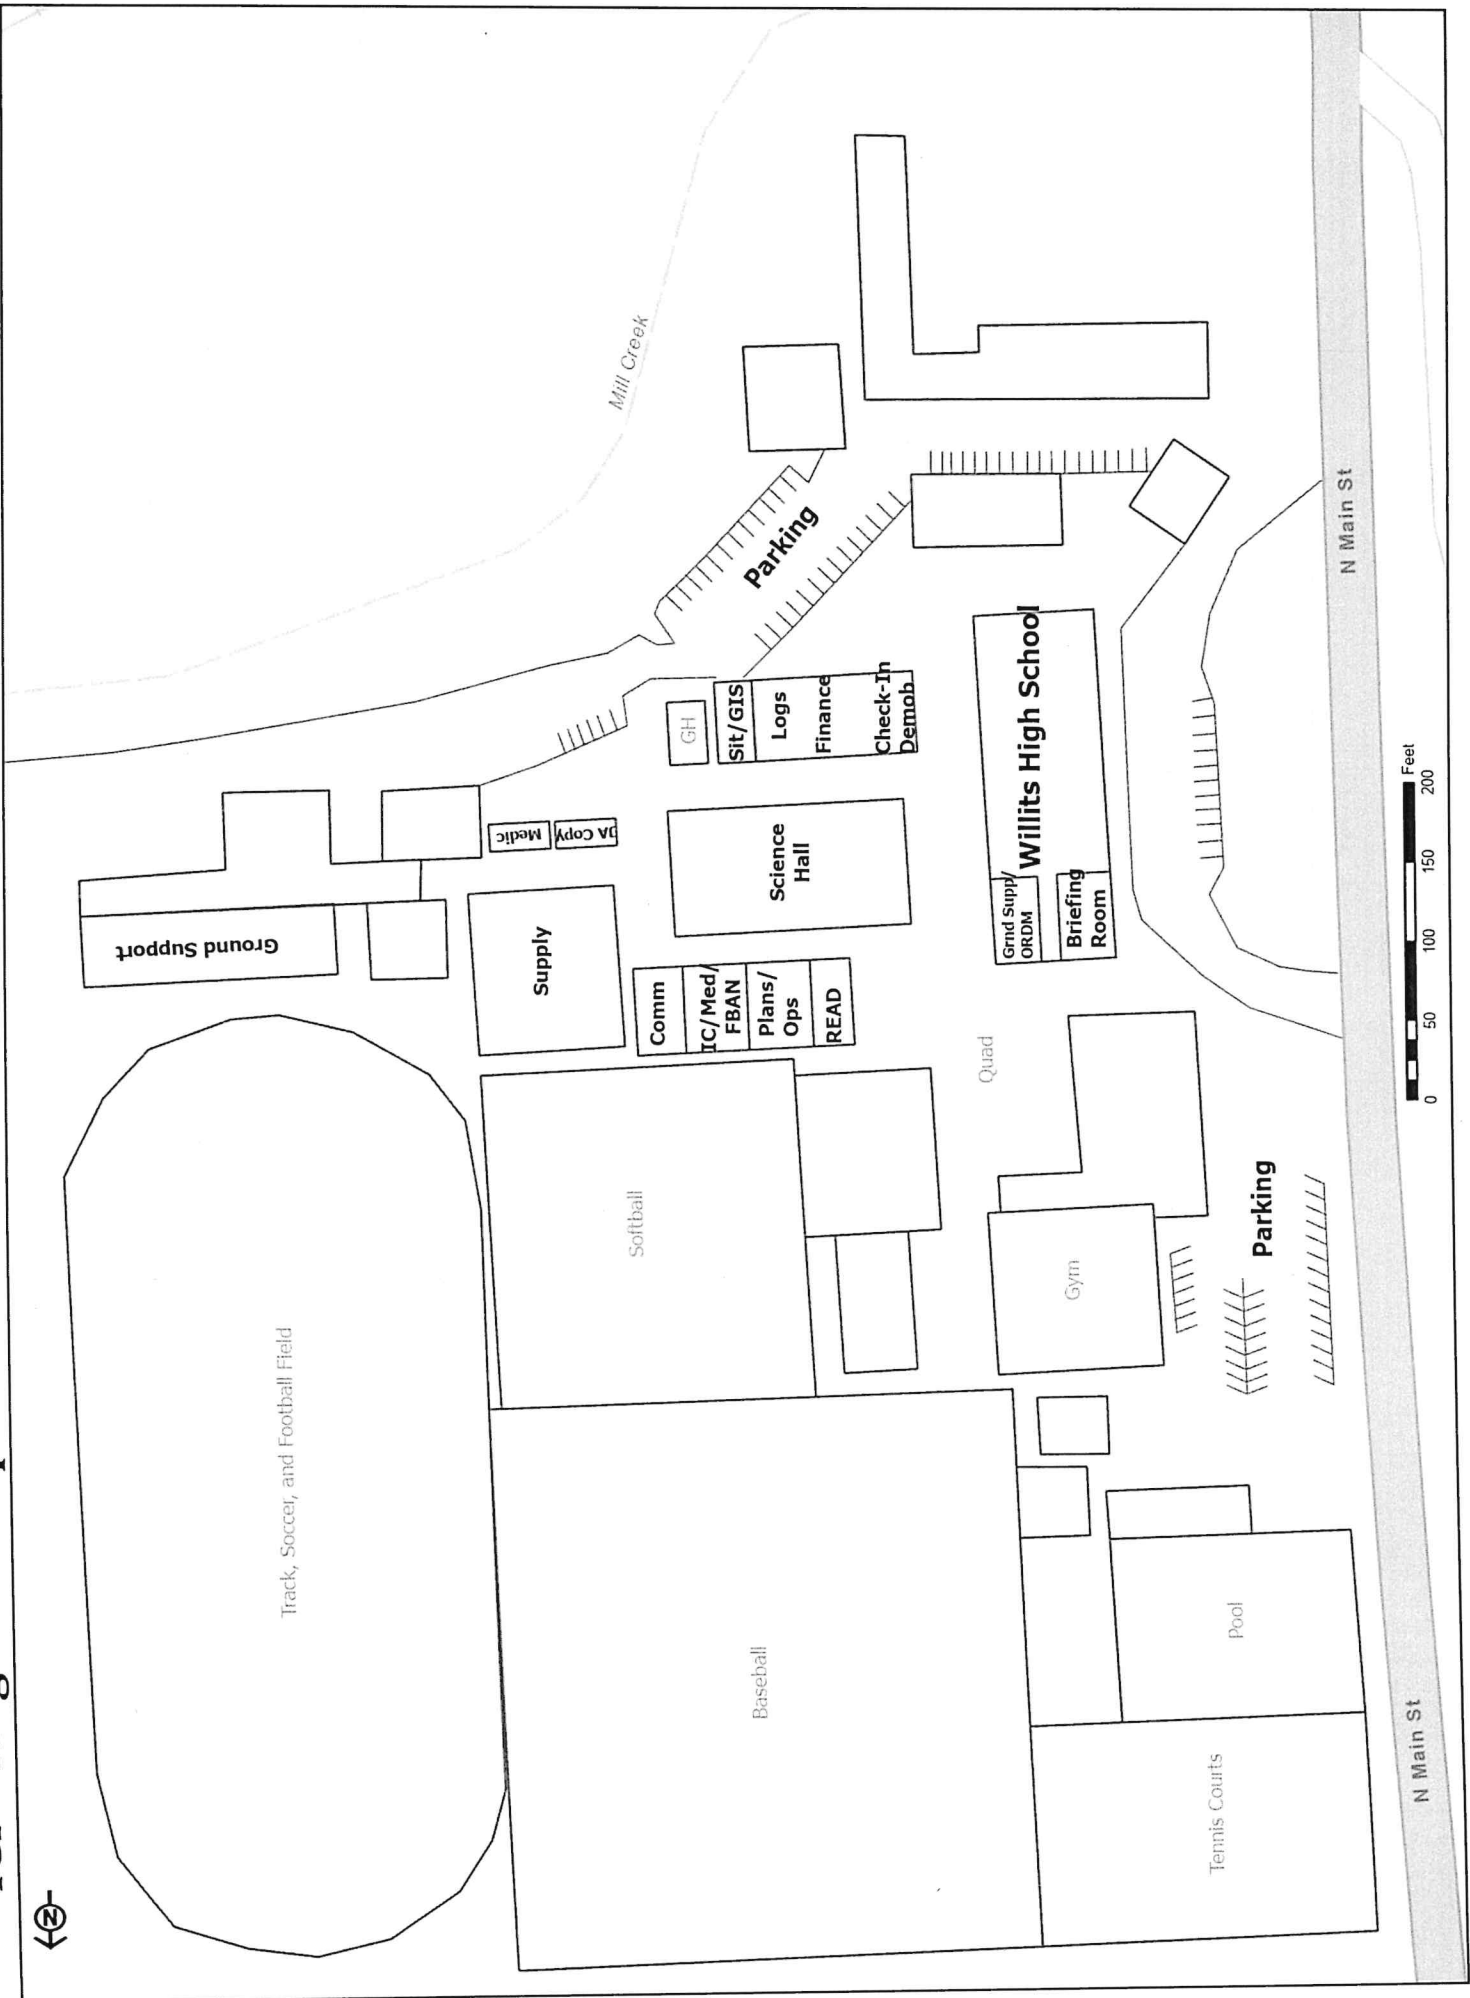 N
Track, Soccer, and Football Field
Ground Support
Supply
Medic
Copy
Mill Creek
Softball
Baseball
Comm
IC/Med/
FBAN
Plans/
Ops
READ
Science
Hall
GH
Sit/GIS
Logs
Finance
Check-In
Demob
Parking
Willits High School
Grnd Supp/
ORDM
Briefing
Room
Quad
Gym
Parking
Pool
Tennis Courts
N Main St
N Main St
0 50 100 150 200
Feet